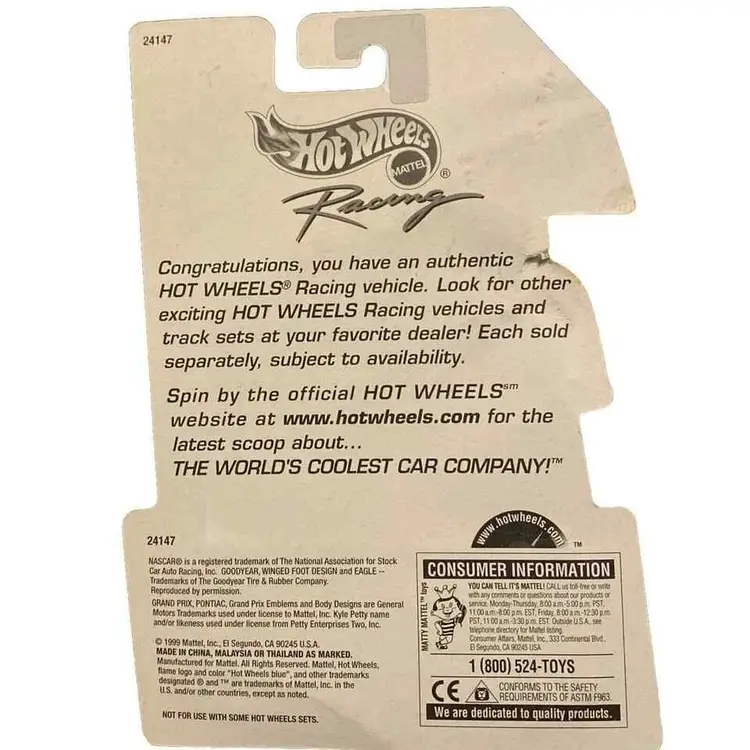 24147
HOT WHEELS
MATTEL
®
Racing
Congratulations, you have an authentic
HOT WHEELS® Racing vehicle. Look for other
exciting HOT WHEELS Racing vehicles and
track sets at your favorite dealer! Each sold
separately, subject to availability.
Spin by the official HOT WHEELS℠
website at www.hotwheels.com for the
latest scoop about...
THE WORLD'S COOLEST CAR COMPANY!™
24147
NASCAR® is a registered trademark of The National Association for Stock
Car Auto Racing, Inc. GOODYEAR, WINGED FOOT DESIGN and EAGLE --
Trademarks of The Goodyear Tire & Rubber Company.
Reproduced by permission.
GRAND PRIX, PONTIAC, Grand Prix Emblems and Body Designs are General
Motors Trademarks used under license to Mattel, Inc. Kyle Petty name
and/or likeness used under license from Petty Enterprises Two, Inc.
© 1999 Mattel, Inc., El Segundo, CA 90245 U.S.A.
MADE IN CHINA, MALAYSIA OR THAILAND AS MARKED.
Manufactured for Mattel. All Rights Reserved. Mattel, Hot Wheels,
flame logo and color "Hot Wheels blue", and other trademarks
designated ® and ™ are trademarks of Mattel, Inc. in the
U.S. and/or other countries, except as noted.
NOT FOR USE WITH SOME HOT WHEELS SETS.
www.hotwheels.com
™
CONSUMER INFORMATION
MATTY MATTEL™ toys
YOU CAN TELL IT'S MATTEL! CALL us toll-free or write
with any comments or questions about our products or
service. Monday-Thursday, 8:00 a.m.-5:00 p.m. PST,
11:00 a.m.-8:00 p.m. EST; Friday, 8:00 a.m.-12:30 p.m.
PST, 11:00 a.m.-3:30 p.m. EST. Outside U.S.A., see
telephone directory for Mattel listing.
Consumer Affairs, Mattel, Inc., 333 Continental Blvd.,
El Segundo, CA 90245 USA
1 (800) 524-TOYS
CE
CONFORMS TO THE SAFETY
REQUIREMENTS OF ASTM F963.
We are dedicated to quality products.